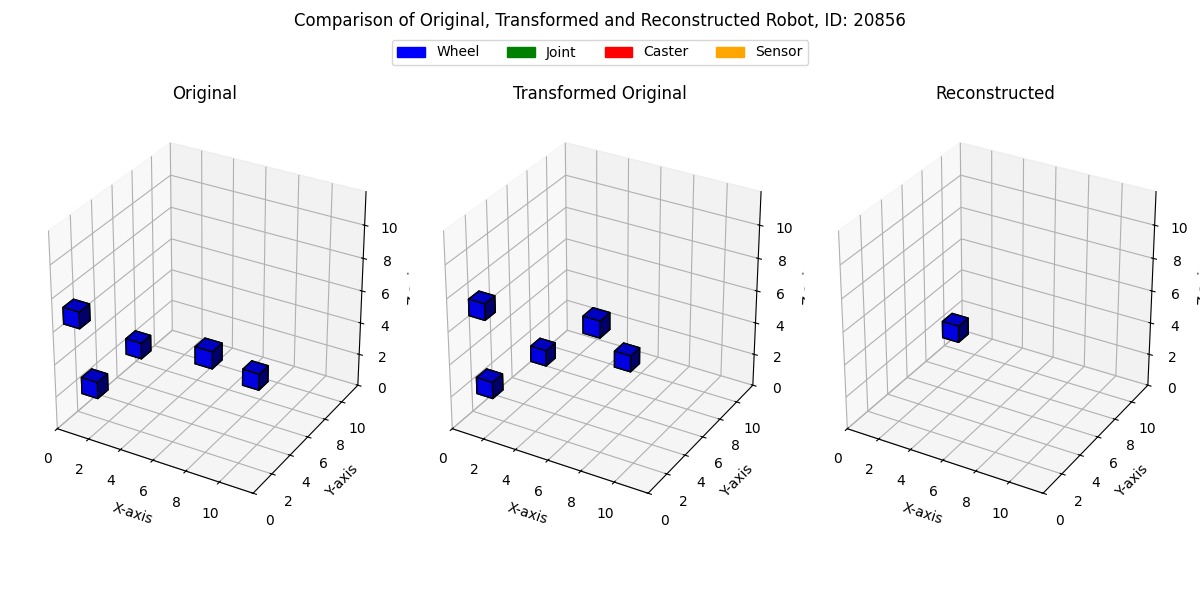 Comparison of Original, Transformed and Reconstructed Robot, ID: 20856
Wheel Joint Caster Sensor
Original Transformed Original Reconstructed
10 10 10
8 8 8
6 6 6
4 4 4
2 2 2
0 0 0
10 10 10
8 8 8
6 6 6
4 4 4
2 2 2
0 0 0
0 2 4 6 8 10 0 2 4 6 8 10 0 2 4 6 8 10
X-axis Y-axis X-axis Y-axis X-axis Y-axis